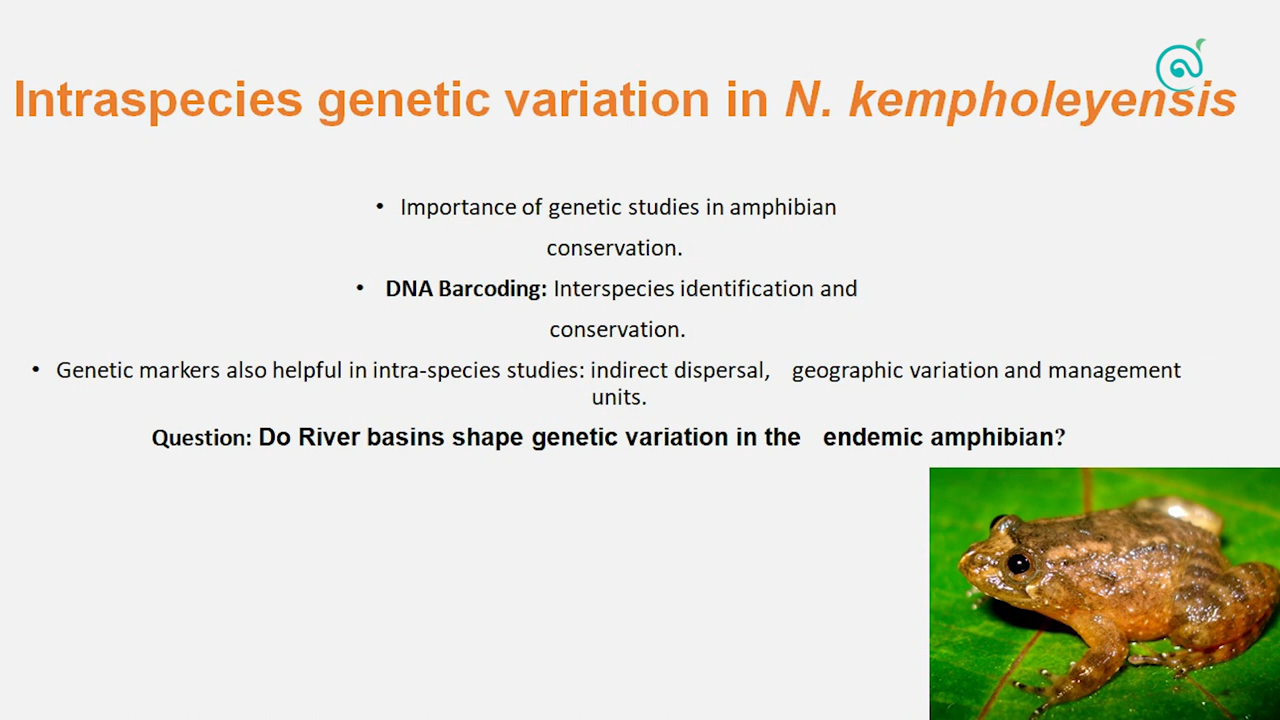 Intraspecies genetic variation in N. kempholeyensis
• Importance of genetic studies in amphibian
conservation.
• DNA Barcoding: Interspecies identification and
conservation.
• Genetic markers also helpful in intra-species studies: indirect dispersal, geographic variation and management
units.
Question: Do River basins shape genetic variation in the endemic amphibian?